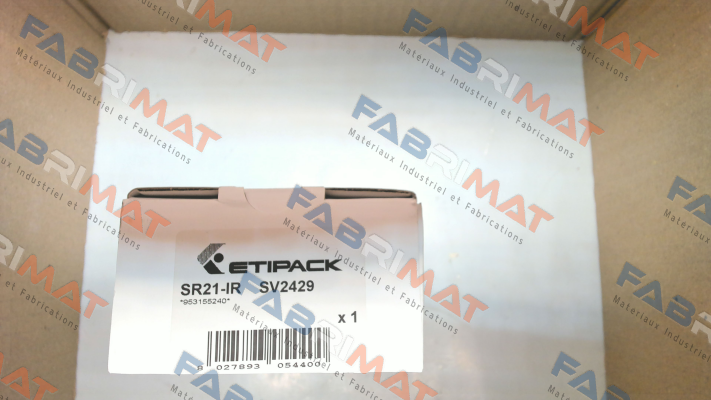 ETIPACK
SR21-IR SV2429
*953155240*
x 1
027893 054400
FABRIMAT
Materiaux Industriel et Fabrications